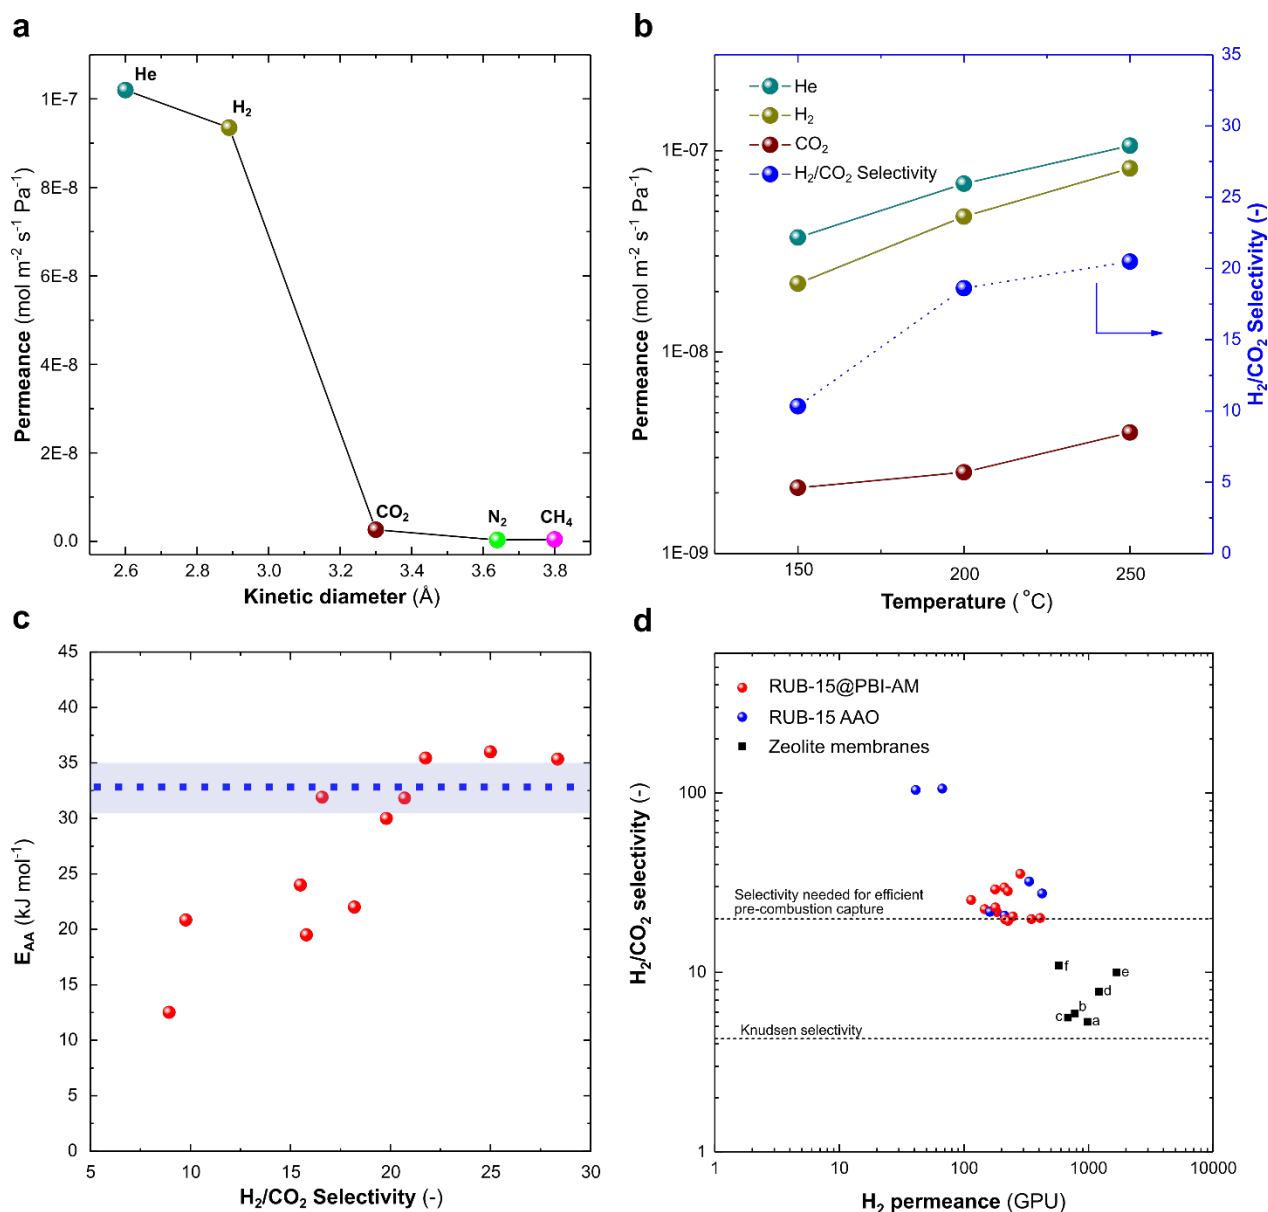 a
He
H2
CO2
N2
CH4
1E-7
8E-8
6E-8
4E-8
2E-8
0.0
2.6 2.8 3.0 3.2 3.4 3.6 3.8
Permeance (mol m-2 s-1 Pa-1)
Kinetic diameter (Å)
b
He
H2
CO2
H2/CO2 Selectivity
1E-07
1E-08
1E-09
35
30
25
20
15
10
5
0
150 200 250
Permeance (mol m-2 s-1 Pa-1)
H2/CO2 Selectivity (-)
Temperature (°C)
c
45
40
35
30
25
20
15
10
5
0
5 10 15 20 25 30
EAA (kJ mol-1)
H2/CO2 Selectivity (-)
d
RUB-15@PBI-AM
RUB-15 AAO
Zeolite membranes
100
10
1
Selectivity needed for efficient
pre-combustion capture
Knudsen selectivity
f
e
d
b
c
a
1 10 100 1000 10000
H2/CO2 selectivity (-)
H2 permeance (GPU)